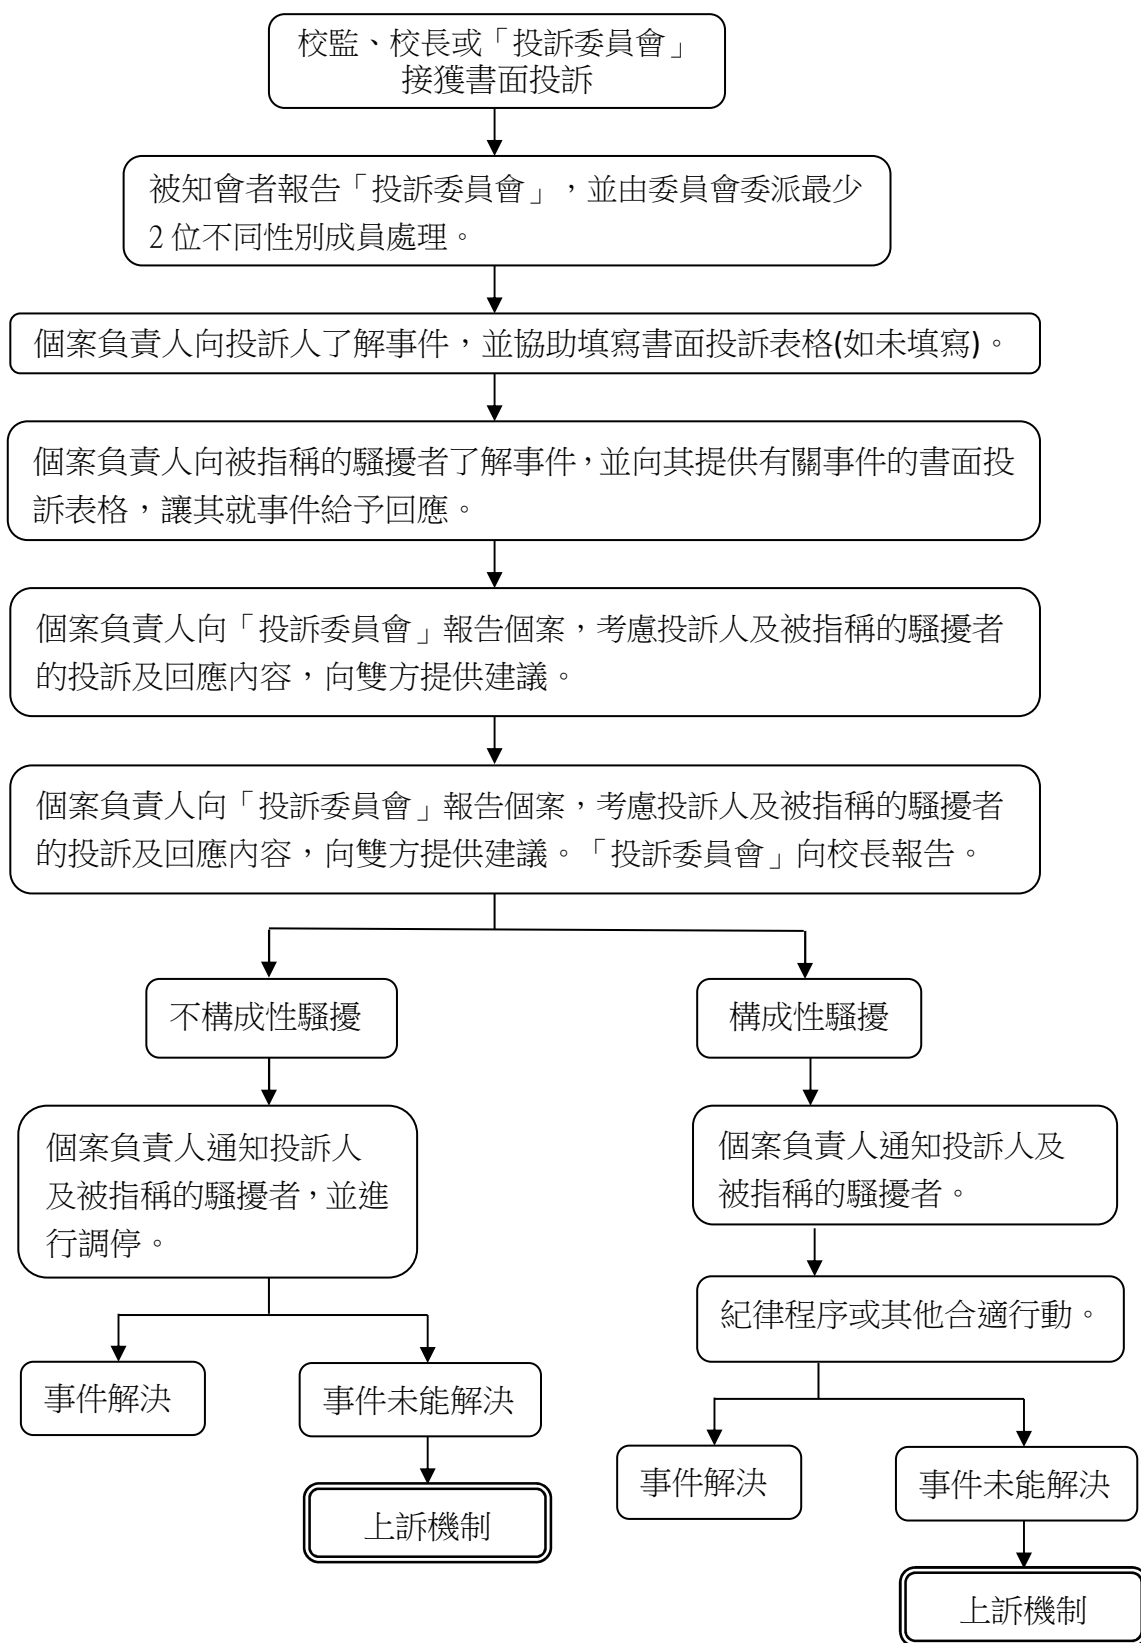 校監、校長或「投訴委員會」
接獲書面投訴
被知會者報告「投訴委員會」，並由委員會委派最少
2 位不同性別成員處理。
個案負責人向投訴人了解事件，並協助填寫書面投訴表格(如未填寫)。
個案負責人向被指稱的騷擾者了解事件，並向其提供有關事件的書面投
訴表格，讓其就事件給予回應。
個案負責人向「投訴委員會」報告個案，考慮投訴人及被指稱的騷擾者
的投訴及回應內容，向雙方提供建議。
個案負責人向「投訴委員會」報告個案，考慮投訴人及被指稱的騷擾者
的投訴及回應內容，向雙方提供建議。「投訴委員會」向校長報告。
不構成性騷擾
構成性騷擾
個案負責人通知投訴人
及被指稱的騷擾者，並進
行調停。
個案負責人通知投訴人及
被指稱的騷擾者。
紀律程序或其他合適行動。
事件解決
事件未能解決
事件解決
事件未能解決
上訴機制
上訴機制